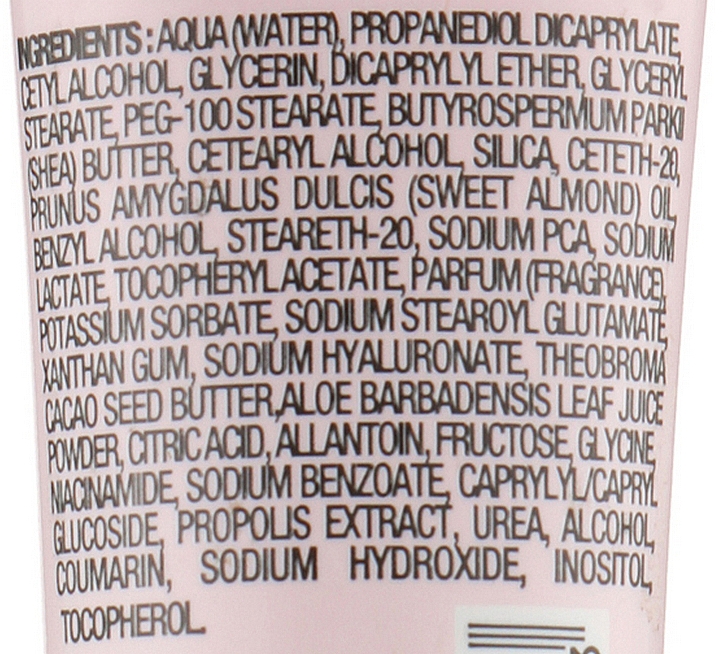 INGREDIENTS : AQUA (WATER), PROPANEDIOL DICAPRYLATE,
CETYL ALCOHOL, GLYCERIN, DICAPRYLYL ETHER, GLYCERYL
STEARATE, PEG-100 STEARATE, BUTYROSPERMUM PARKII
(SHEA) BUTTER, CETEARYL ALCOHOL, SILICA, CETETH-20,
PRUNUS AMYGDALUS DULCIS (SWEET ALMOND) OIL,
BENZYL ALCOHOL, STEARETH-20, SODIUM PCA, SODIUM
LACTATE, TOCOPHERYL ACETATE, PARFUM (FRAGRANCE),
POTASSIUM SORBATE, SODIUM STEAROYL GLUTAMATE,
XANTHAN GUM, SODIUM HYALURONATE, THEOBROMA
CACAO SEED BUTTER,ALOE BARBADENSIS LEAF JUICE
POWDER, CITRIC ACID, ALLANTOIN, FRUCTOSE, GLYCINE,
NIACINAMIDE, SODIUM BENZOATE, CAPRYLYL/CAPRYL
GLUCOSIDE, PROPOLIS EXTRACT, UREA, ALCOHOL,
COUMARIN, SODIUM HYDROXIDE, INOSITOL,
TOCOPHEROL.